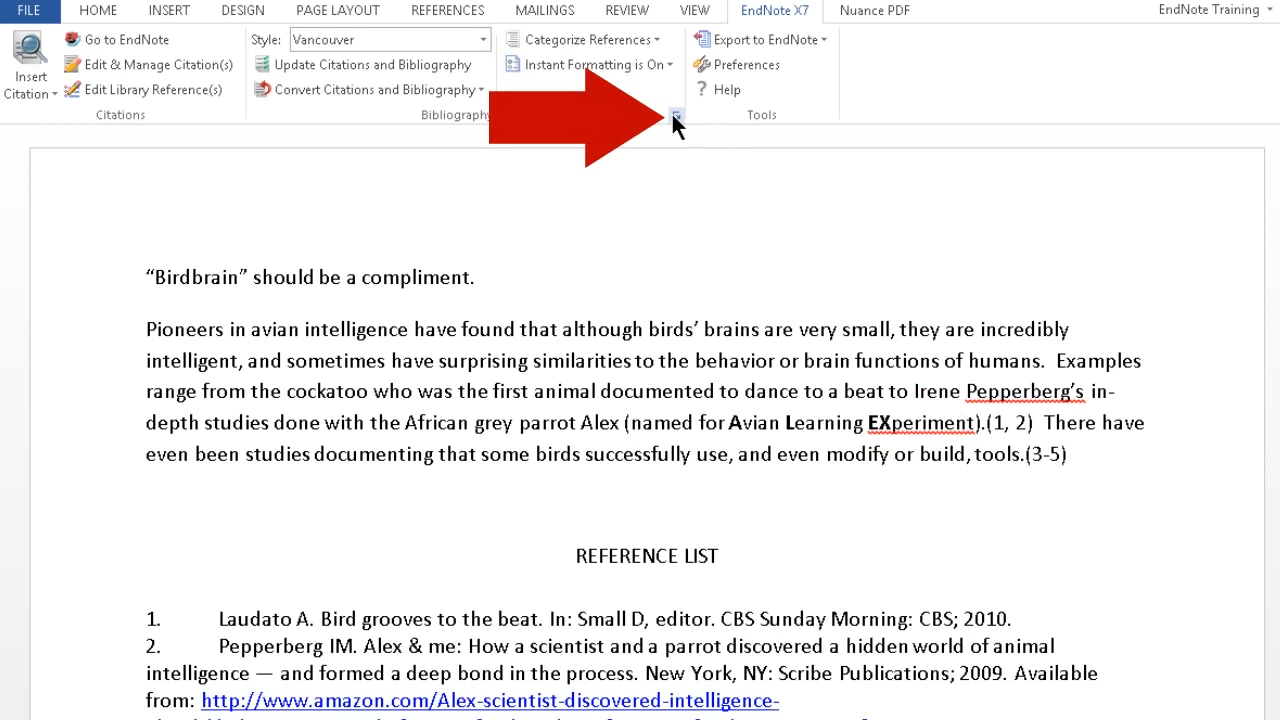 FILE HOME INSERT DESIGN PAGE LAYOUT REFERENCES MAILINGS REVIEW VIEW EndNote X7 Nuance PDF EndNote Training
Go to EndNote Style: Vancouver Categorize References Export to EndNote
Insert Citation Edit & Manage Citation(s) Update Citations and Bibliography Instant Formatting is On Preferences
Edit Library Reference(s) Convert Citations and Bibliography ? Help
Citations Bibliography Tools
“Birdbrain” should be a compliment.
Pioneers in avian intelligence have found that although birds’ brains are very small, they are incredibly
intelligent, and sometimes have surprising similarities to the behavior or brain functions of humans. Examples
range from the cockatoo who was the first animal documented to dance to a beat to Irene Pepperberg’s in-
depth studies done with the African grey parrot Alex (named for Avian Learning EXperiment).(1, 2) There have
even been studies documenting that some birds successfully use, and even modify or build, tools.(3-5)
REFERENCE LIST
1. Laudato A. Bird grooves to the beat. In: Small D, editor. CBS Sunday Morning: CBS; 2010.
2. Pepperberg IM. Alex & me: How a scientist and a parrot discovered a hidden world of animal
intelligence — and formed a deep bond in the process. New York, NY: Scribe Publications; 2009. Available
from: http://www.amazon.com/Alex-scientist-discovered-intelligence-